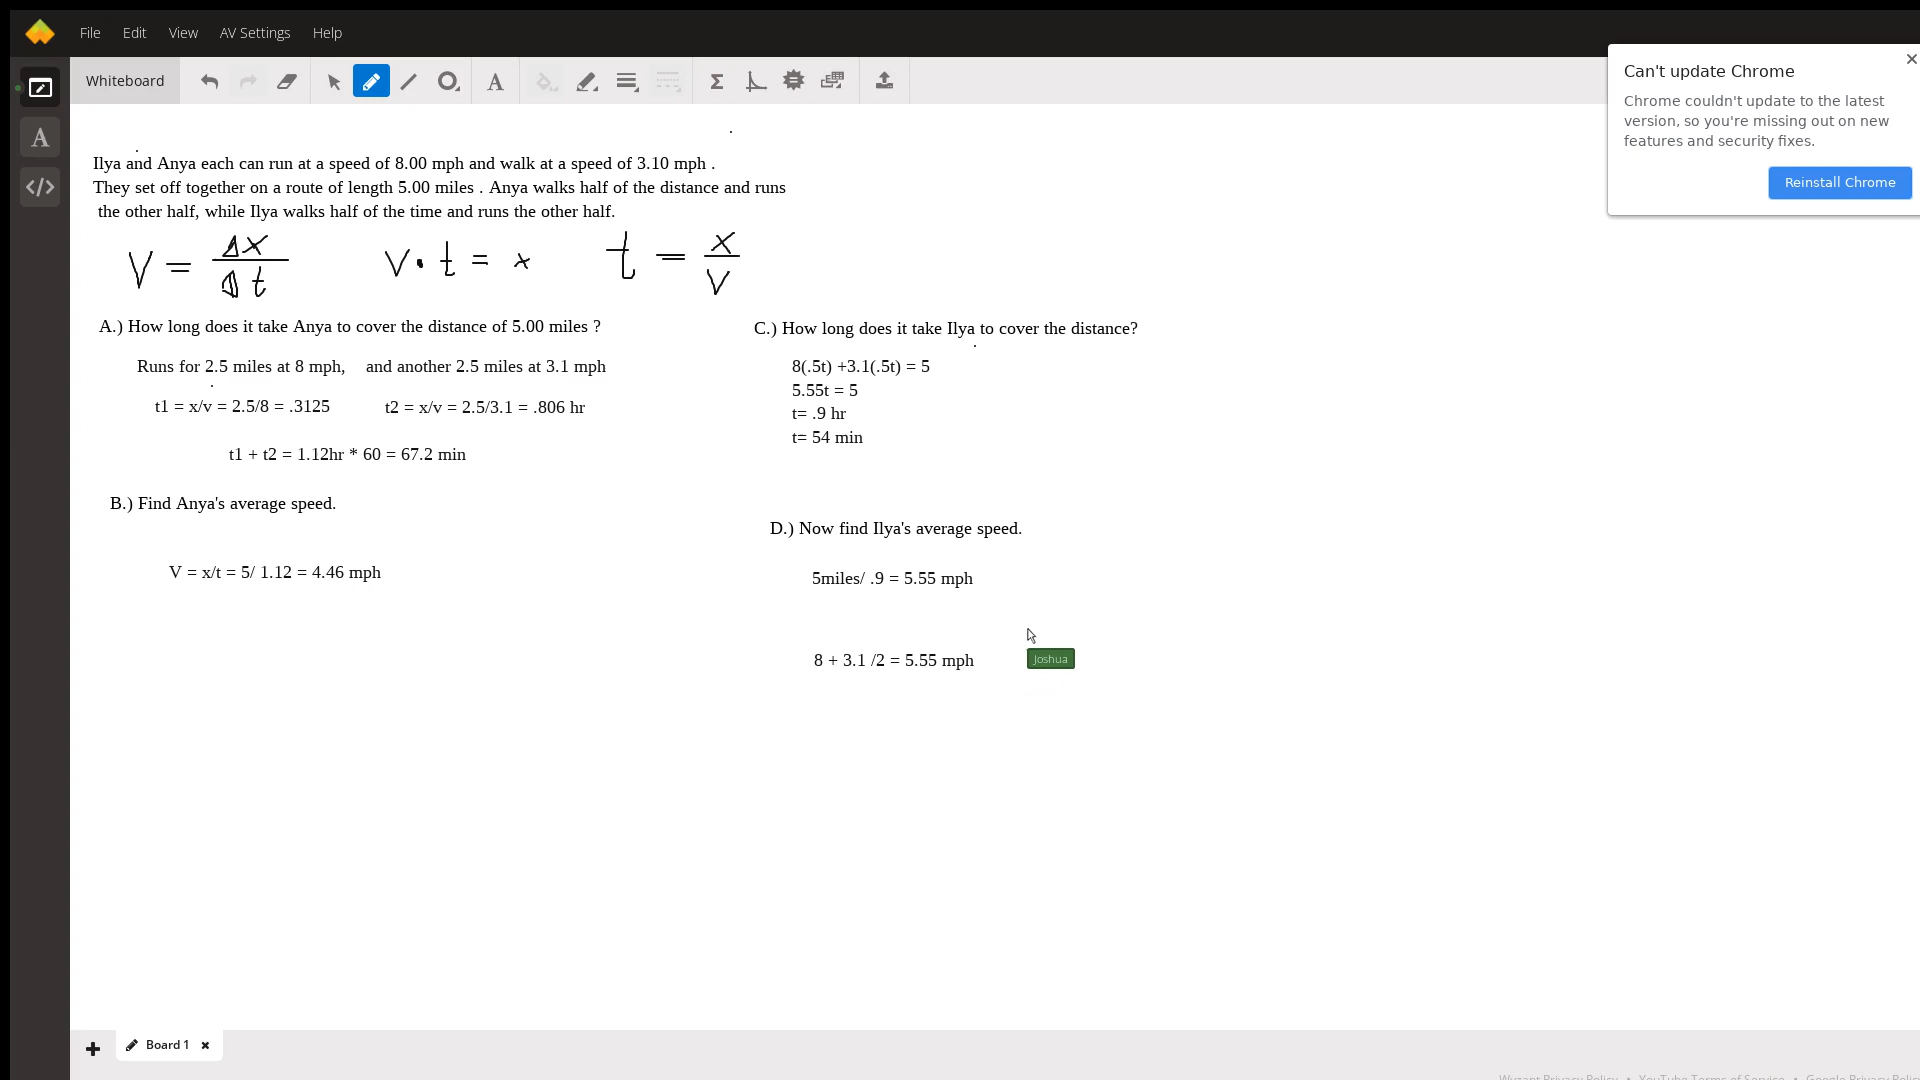 File Edit View AV Settings Help
Whiteboard
Can't update Chrome
Chrome couldn't update to the latest
version, so you're missing out on new
features and security fixes.
Reinstall Chrome
Ilya and Anya each can run at a speed of 8.00 mph and walk at a speed of 3.10 mph .
They set off together on a route of length 5.00 miles . Anya walks half of the distance and runs
the other half, while Ilya walks half of the time and runs the other half.
V = Δx / Δt    V · t = x    t = x / V
A.) How long does it take Anya to cover the distance of 5.00 miles ?
Runs for 2.5 miles at 8 mph,    and another 2.5 miles at 3.1 mph
t1 = x/v = 2.5/8 = .3125    t2 = x/v = 2.5/3.1 = .806 hr
t1 + t2 = 1.12hr * 60 = 67.2 min
B.) Find Anya's average speed.
V = x/t = 5/ 1.12 = 4.46 mph
C.) How long does it take Ilya to cover the distance?
8(.5t) +3.1(.5t) = 5
5.55t = 5
t= .9 hr
t= 54 min
D.) Now find Ilya's average speed.
5miles/ .9 = 5.55 mph
8 + 3.1 /2 = 5.55 mph
Joshua
Board 1
Wyzant Privacy Policy • YouTube Terms of Service • Google Privacy Policy